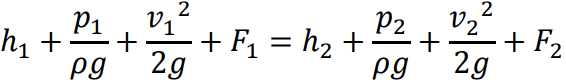 h₁ + p₁/ρg + v₁²/2g + F₁ = h₂ + p₂/ρg + v₂²/2g + F₂